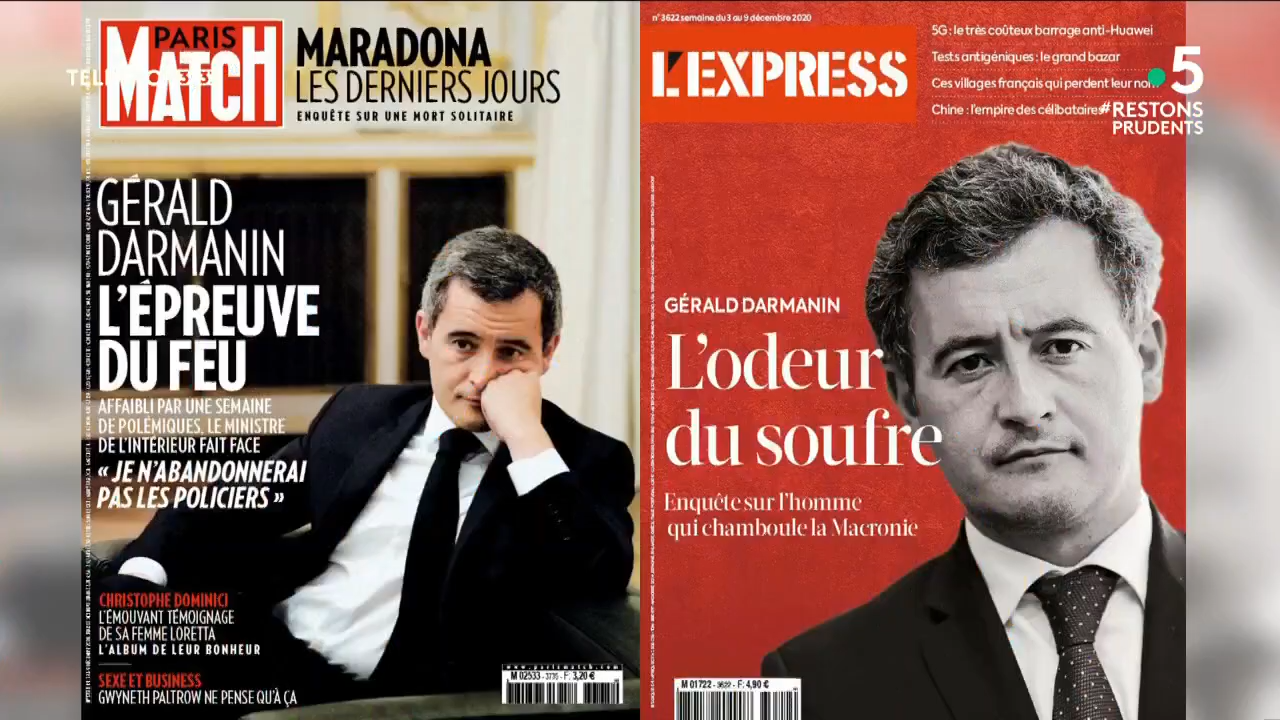 PARIS
MATCH
MARADONA
LES DERNIERS JOURS
ENQUÊTE SUR UNE MORT SOLITAIRE
GÉRALD
DARMANIN
L'ÉPREUVE
DU FEU
AFFAIBLI PAR UNE SEMAINE
DE POLÉMIQUES, LE MINISTRE
DE L'INTÉRIEUR FAIT FACE
« JE N'ABANDONNERAI
PAS LES POLICIERS »
CHRISTOPHE DOMINICI
L'ÉMOUVANT TÉMOIGNAGE
DE SA FEMME LORETTA
L'ALBUM DE LEUR BONHEUR
SEXE ET BUSINESS
GWYNETH PALTROW NE PENSE QU'À ÇA
www.parismatch.com
M 02533 - 3735 - F: 3,20 €
n° 3622 semaine du 3 au 9 décembre 2020
L'EXPRESS
5G : le très coûteux barrage anti-Huawei
Tests antigéniques : le grand bazar
Ces villages français qui perdent leur nom
Chine : l'empire des célibataires
5
#RESTONS
PRUDENTS
GÉRALD DARMANIN
L'odeur
du soufre
Enquête sur l'homme
qui chamboule la Macronie
M 01722 - 3622 - F: 4,90 €